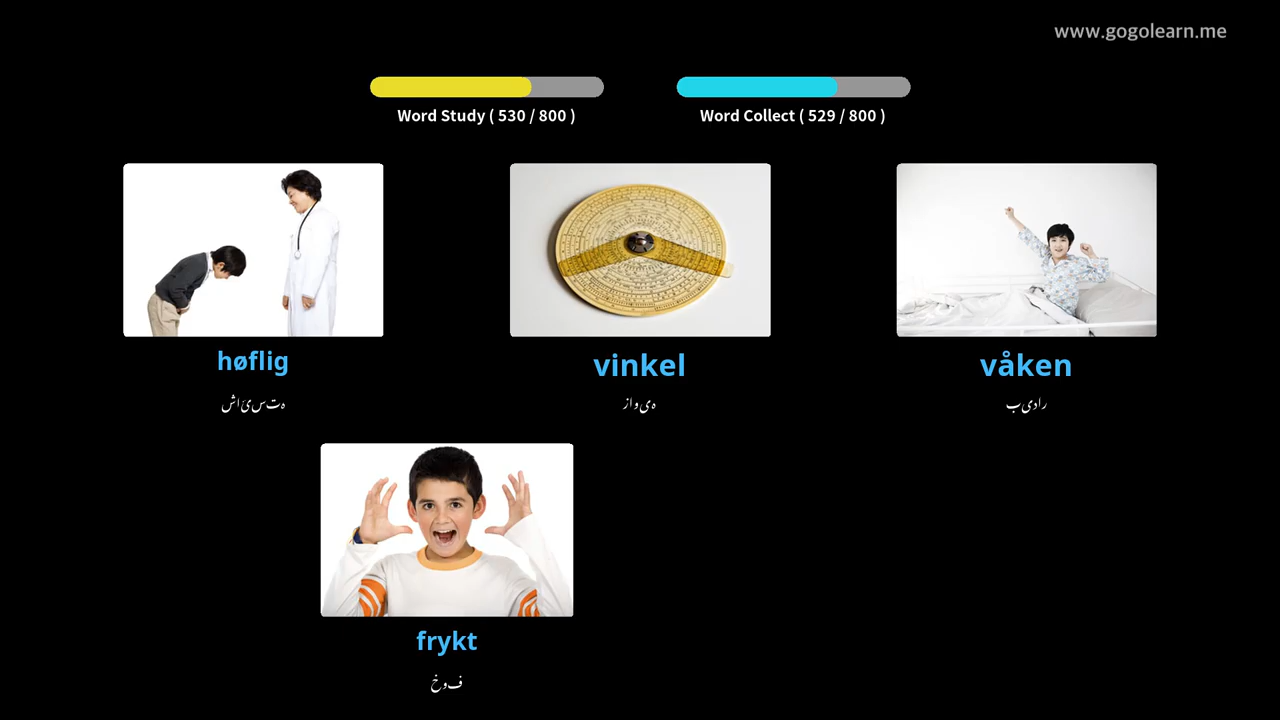 www.gogolearn.me
Word Study ( 530 / 800 )
Word Collect ( 529 / 800 )
høflig
شائستہ
vinkel
زاویہ
våken
بیدار
frykt
خوف